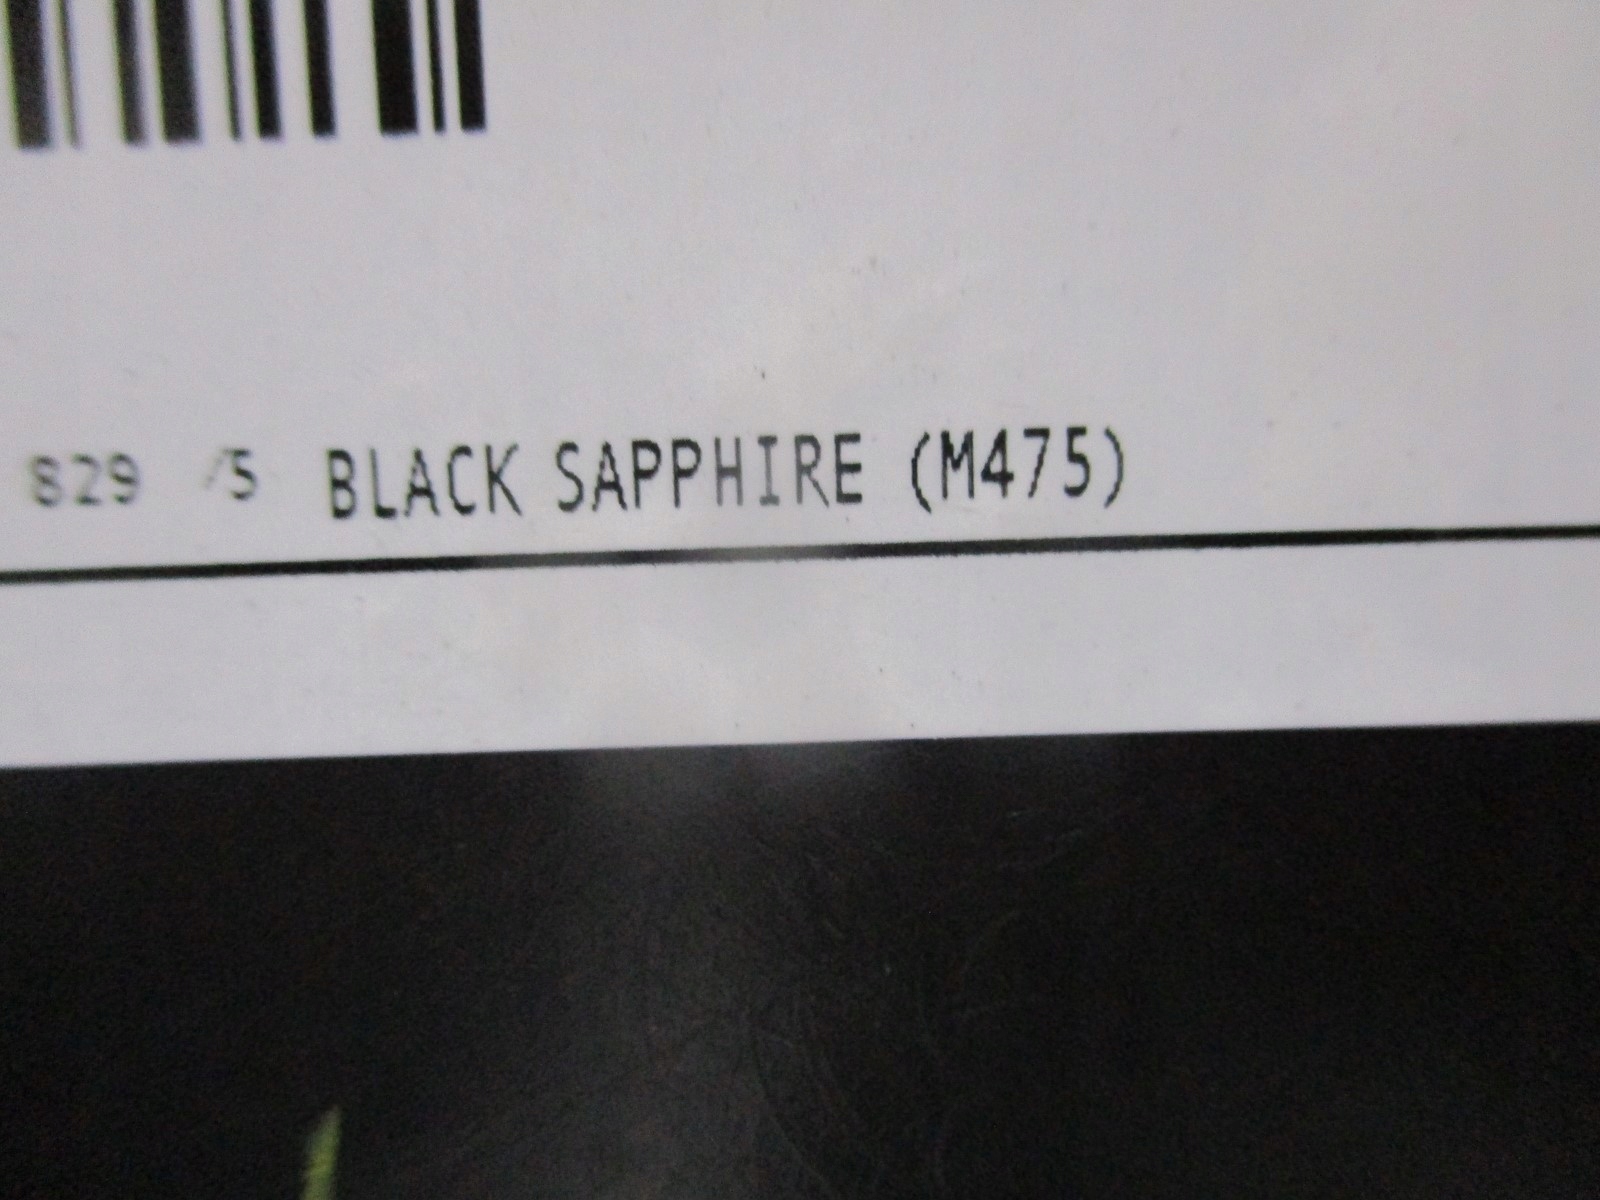 829 /5 BLACK SAPPHIRE (M475)